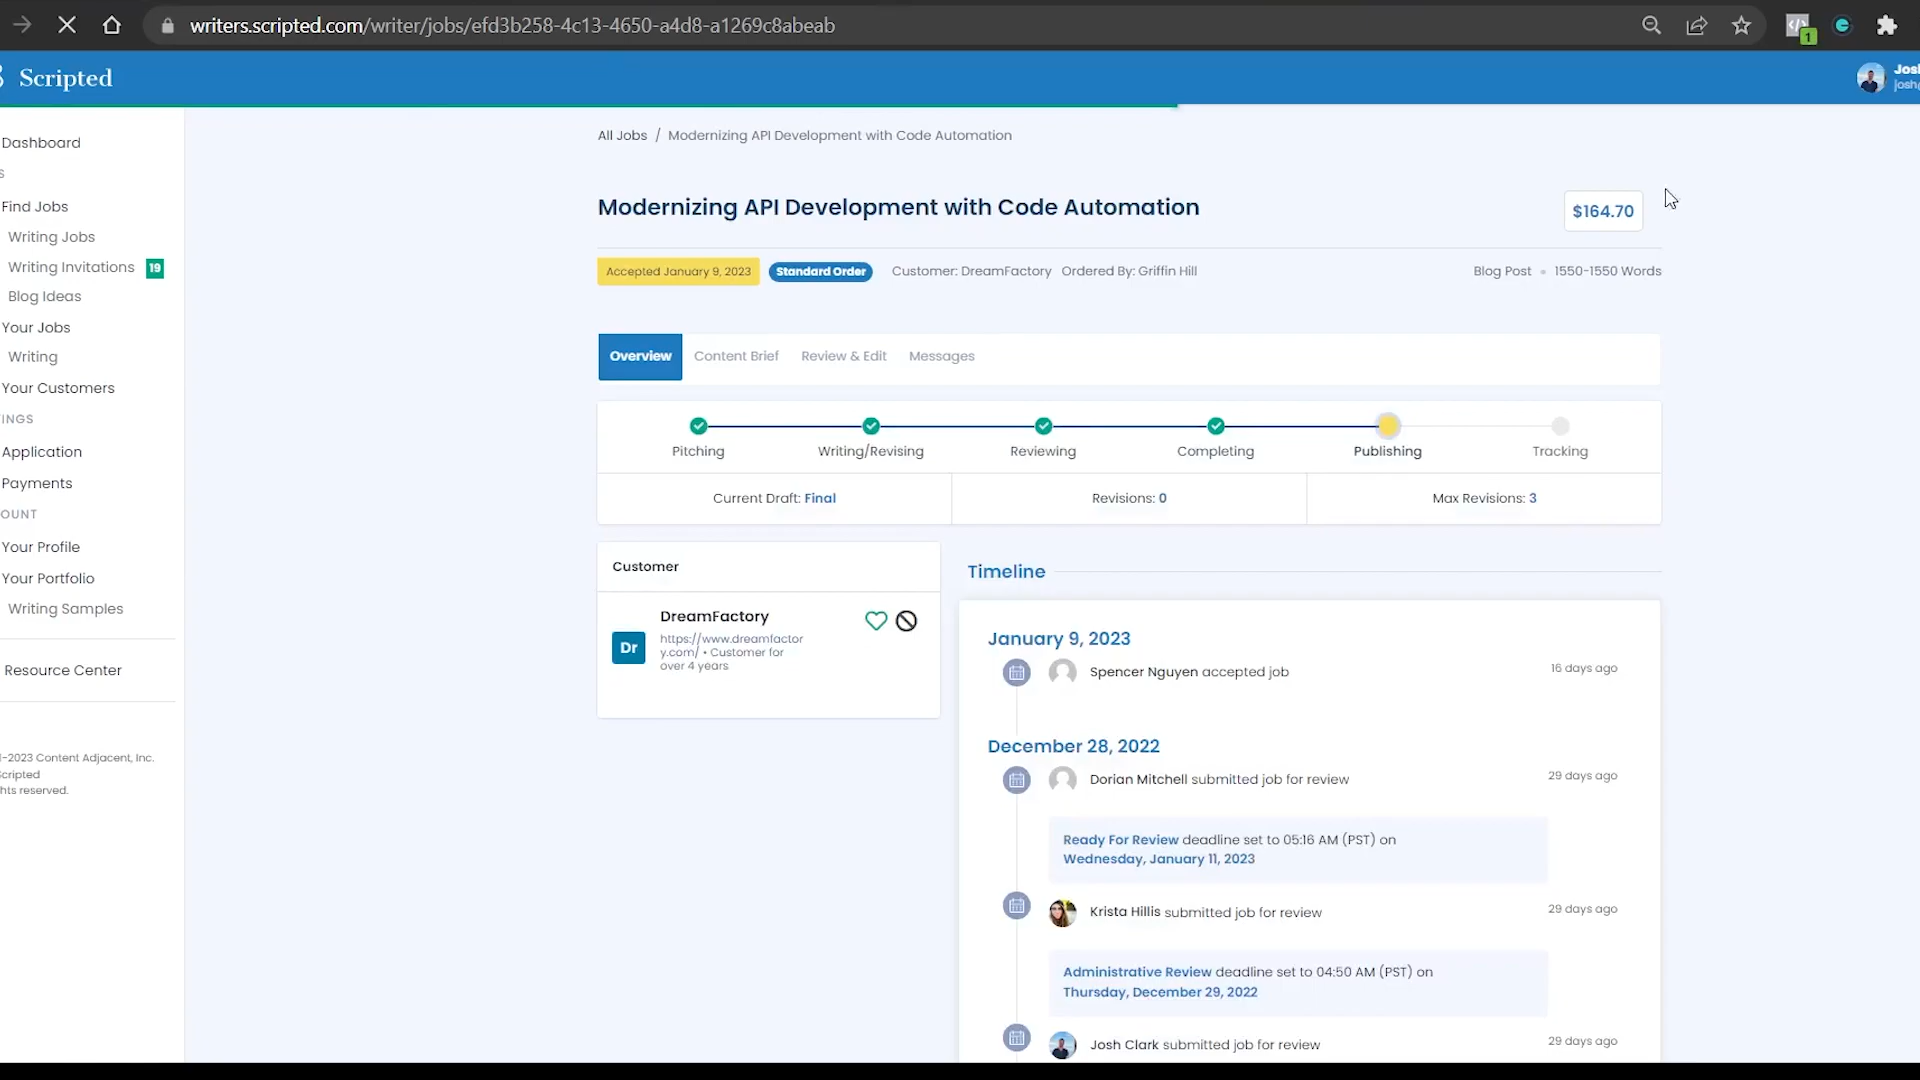 writers.scripted.com/writer/jobs/efd3b258-4c13-4650-a4d8-a1269c8abeab
1
Scripted
Dashboard
Find Jobs
Writing Jobs
Writing Invitations 19
Blog Ideas
Your Jobs
Writing
Your Customers
INGS
Application
Payments
OUNT
Your Profile
Your Portfolio
Writing Samples
Resource Center
-2023 Content Adjacent, Inc.
cripted
hts reserved.
All Jobs / Modernizing API Development with Code Automation
Modernizing API Development with Code Automation
$164.70
Accepted January 9, 2023 Standard Order Customer: DreamFactory Ordered By: Griffin Hill
Blog Post • 1550-1550 Words
Overview Content Brief Review & Edit Messages
Pitching Writing/Revising Reviewing Completing Publishing Tracking
Current Draft: Final Revisions: 0 Max Revisions: 3
Customer
Dr
DreamFactory
https://www.dreamfactor
y.com/ • Customer for
over 4 years
Timeline
January 9, 2023
Spencer Nguyen accepted job 16 days ago
December 28, 2022
Dorian Mitchell submitted job for review 29 days ago
Ready For Review deadline set to 05:16 AM (PST) on
Wednesday, January 11, 2023
Krista Hillis submitted job for review 29 days ago
Administrative Review deadline set to 04:50 AM (PST) on
Thursday, December 29, 2022
Josh Clark submitted job for review 29 days ago